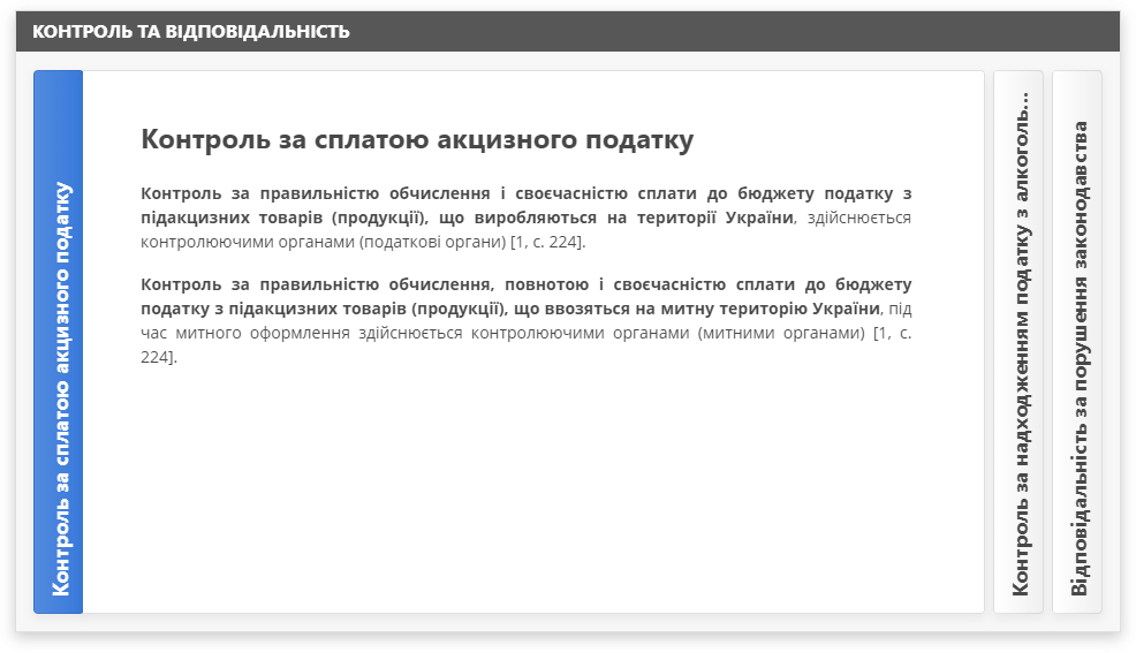 КОНТРОЛЬ ТА ВІДПОВІДАЛЬНІСТЬ
Контроль за сплатою акцизного податку
Контроль за сплатою акцизного податку
Контроль за правильністю обчислення і своєчасністю сплати до бюджету податку з
підакцизних товарів (продукції), що виробляються на території України, здійснюється
контролюючими органами (податкові органи) [1, с. 224].
Контроль за правильністю обчислення, повнотою і своєчасністю сплати до бюджету
податку з підакцизних товарів (продукції), що ввозяться на митну територію України, під
час митного оформлення здійснюється контролюючими органами (митними органами) [1, с.
224].
Контроль за надходженням податку з алкоголь...
Відповідальність за порушення законодавства